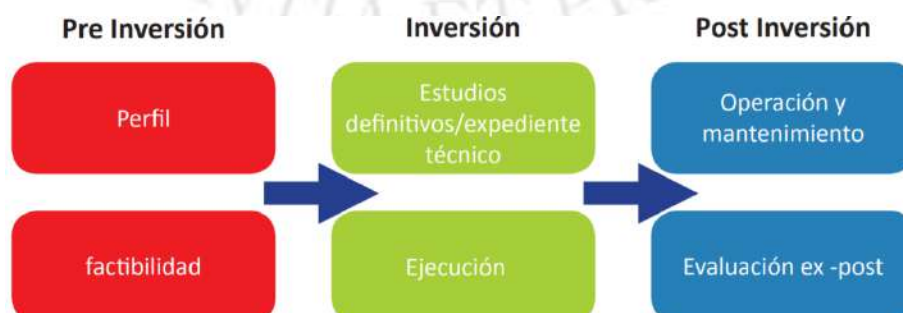 Pre Inversión
Inversión
Post Inversión
Perfil
Estudios
definitivos/expediente
técnico
Operación y
mantenimiento
factibilidad
Ejecución
Evaluación ex -post